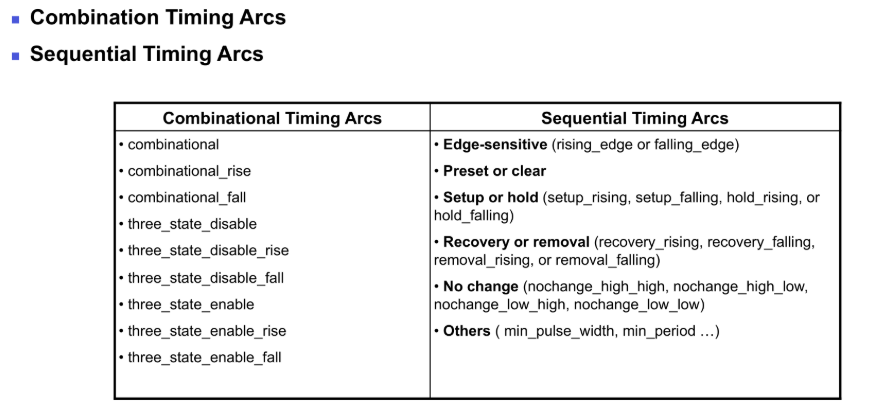 ▪ Combination Timing Arcs
▪ Sequential Timing Arcs
Combinational Timing Arcs
• combinational
• combinational_rise
• combinational_fall
• three_state_disable
• three_state_disable_rise
• three_state_disable_fall
• three_state_enable
• three_state_enable_rise
• three_state_enable_fall
Sequential Timing Arcs
• Edge-sensitive (rising_edge or falling_edge)
• Preset or clear
• Setup or hold (setup_rising, setup_falling, hold_rising, or
hold_falling)
• Recovery or removal (recovery_rising, recovery_falling,
removal_rising, or removal_falling)
• No change (nochange_high_high, nochange_high_low,
nochange_low_high, nochange_low_low)
• Others ( min_pulse_width, min_period …)